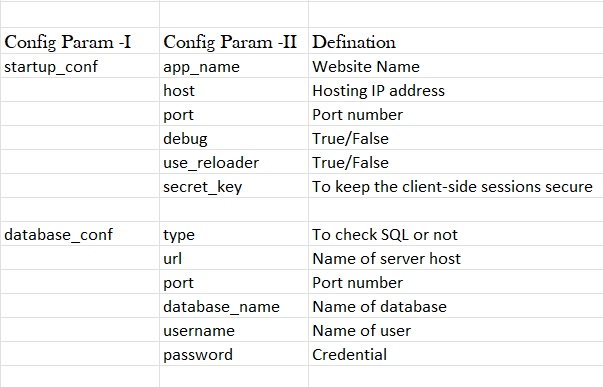 Config Param -I Config Param -II Defination
startup_conf app_name Website Name
host Hosting IP address
port Port number
debug True/False
use_reloader True/False
secret_key To keep the client-side sessions secure
database_conf type To check SQL or not
url Name of server host
port Port number
database_name Name of database
username Name of user
password Credential